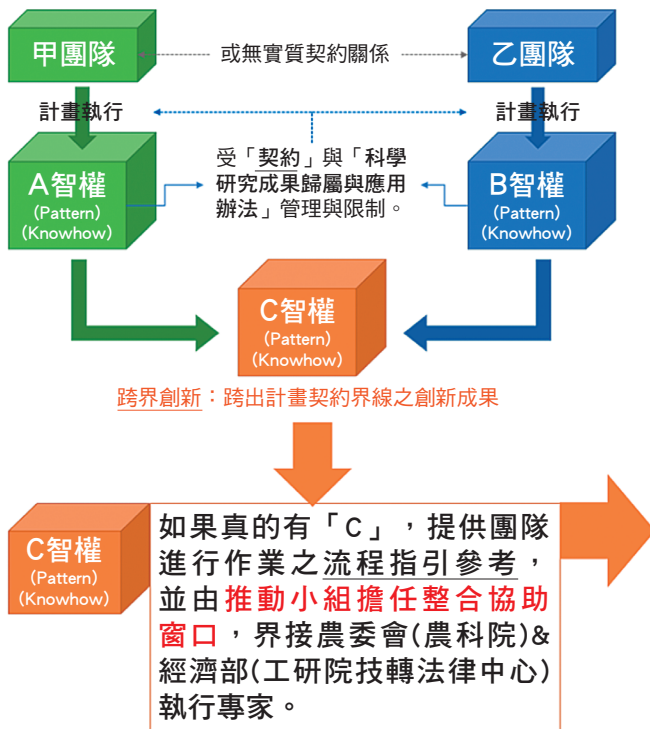 甲團隊
或無實質契約關係
乙團隊
計畫執行
計畫執行
A智權
(Pattern)
(Knowhow)
受「契約」與「科學
研究成果歸屬與應用
辦法」管理與限制。
B智權
(Pattern)
(Knowhow)
C智權
(Pattern)
(Knowhow)
跨界創新：跨出計畫契約界線之創新成果
C智權
(Pattern)
(Knowhow)
如果真的有「C」，提供團隊
進行作業之流程指引參考，
並由推動小組擔任整合協助
窗口，界接農委會(農科院)&
經濟部(工研院技轉法律中心)
執行專家。